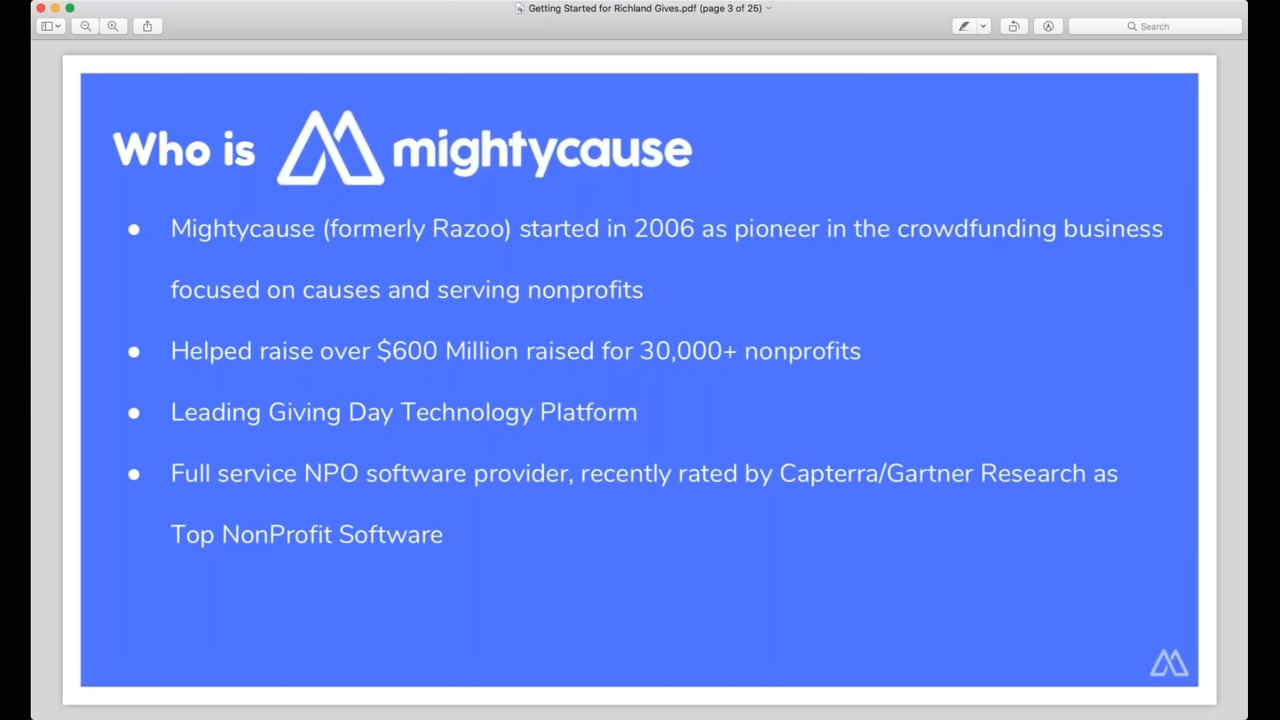 Getting Started for Richland Gives.pdf (page 3 of 25)
Search
Who is mightycause
● Mightycause (formerly Razoo) started in 2006 as pioneer in the crowdfunding business
focused on causes and serving nonprofits
● Helped raise over $600 Million raised for 30,000+ nonprofits
● Leading Giving Day Technology Platform
● Full service NPO software provider, recently rated by Capterra/Gartner Research as
Top NonProfit Software